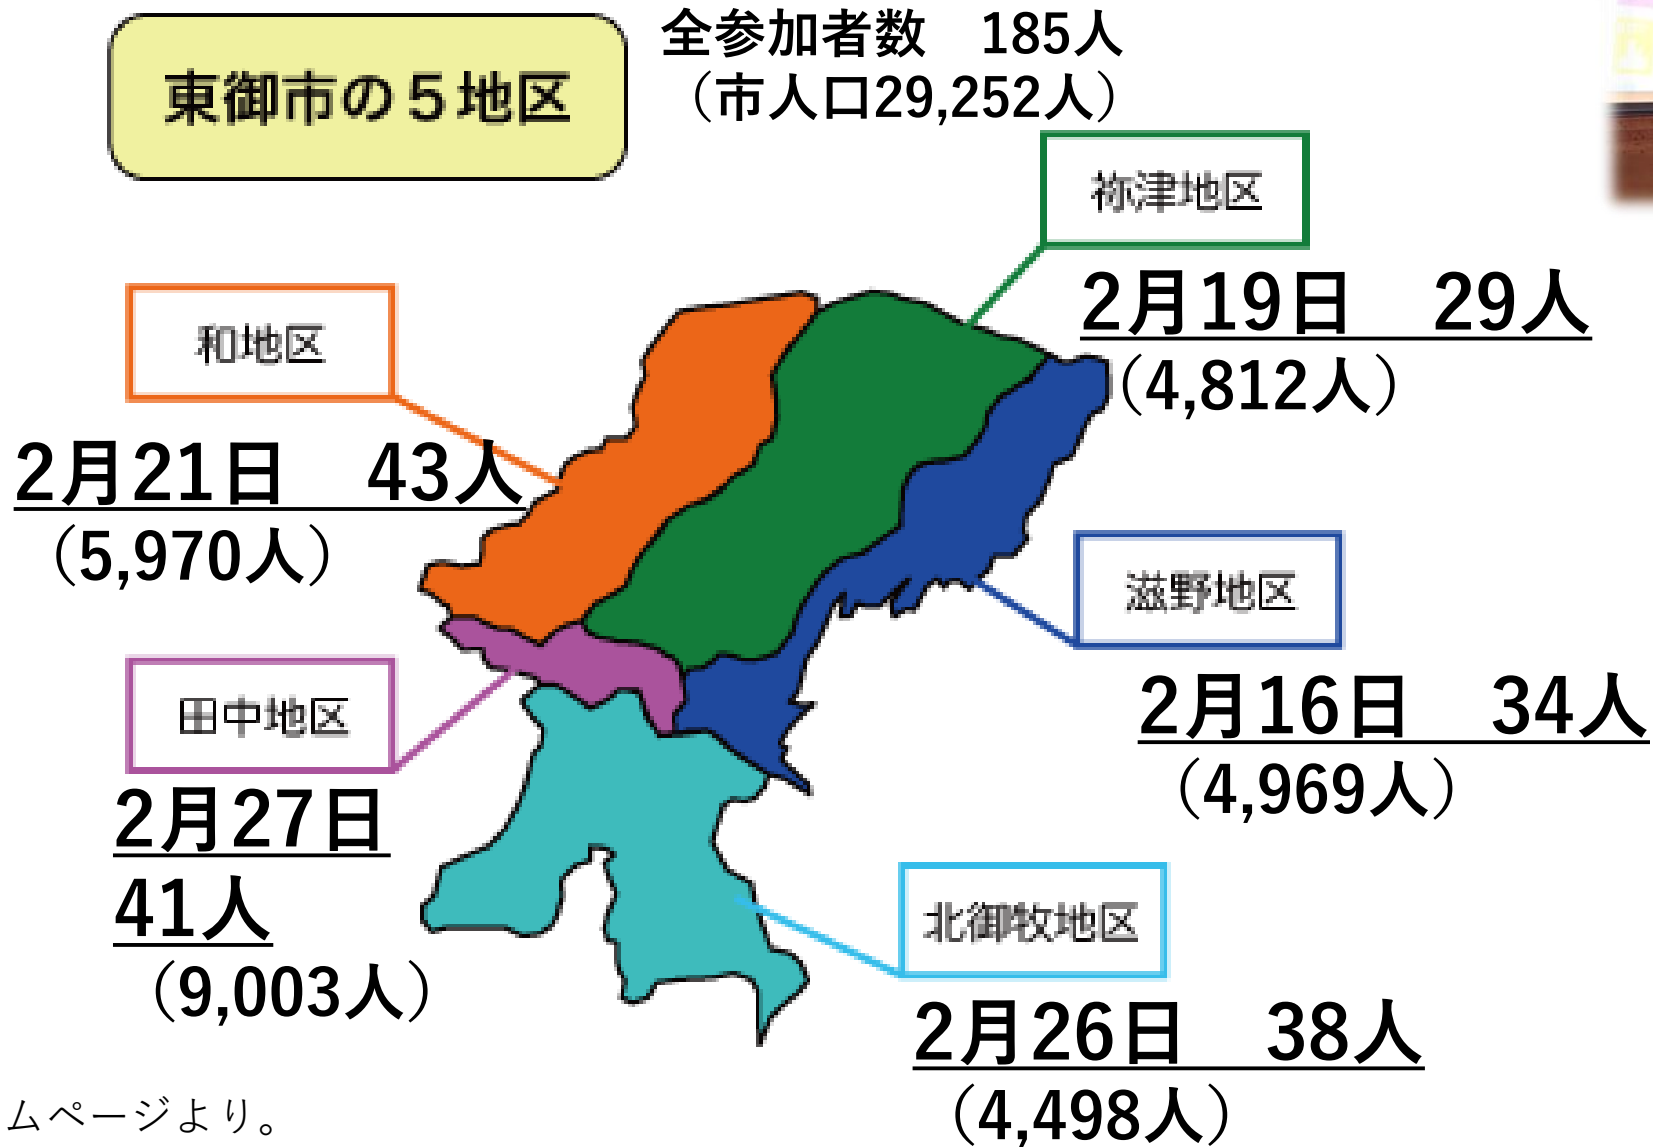 東御市の５地区
全参加者数　185人
（市人口29,252人）
祢津地区
2月19日　29人
（4,812人）
和地区
2月21日　43人
（5,970人）
滋野地区
2月16日　34人
（4,969人）
田中地区
2月27日
41人
（9,003人）
北御牧地区
2月26日　38人
（4,498人）
ムページより。